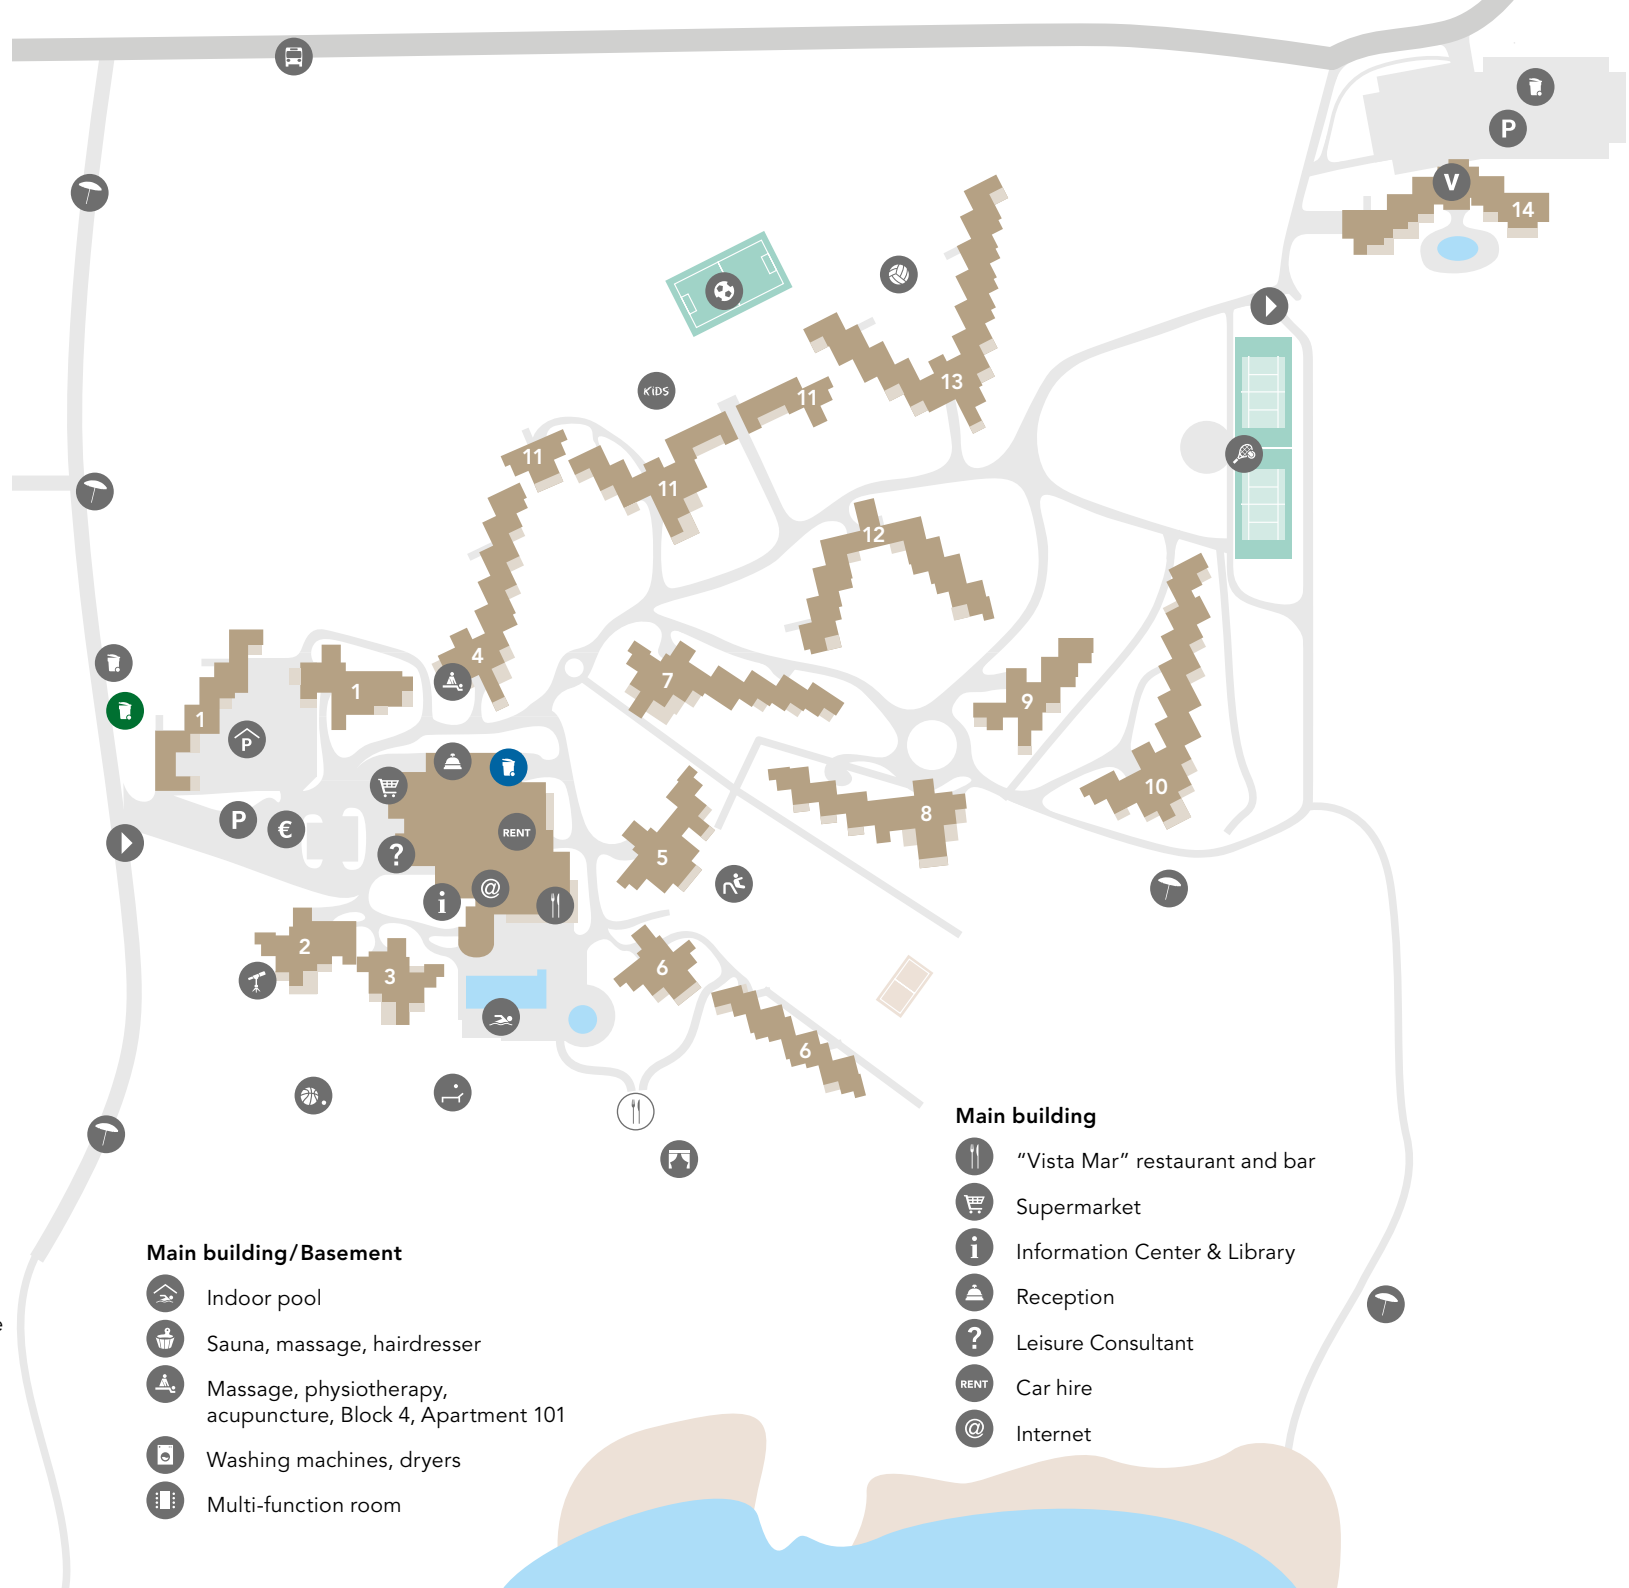 P
V
14
KiDS
11
13
11
11
12
4
1
7
9
1
P
10
8
P
€
RENT
?
5
@
i
2
6
3
6
Main building
“Vista Mar” restaurant and bar
Supermarket
i Information Center & Library
Reception
? Leisure Consultant
RENT Car hire
@ Internet
Main building/Basement
Indoor pool
e
Sauna, massage, hairdresser
Massage, physiotherapy,
acupuncture, Block 4, Apartment 101
Washing machines, dryers
Multi-function room